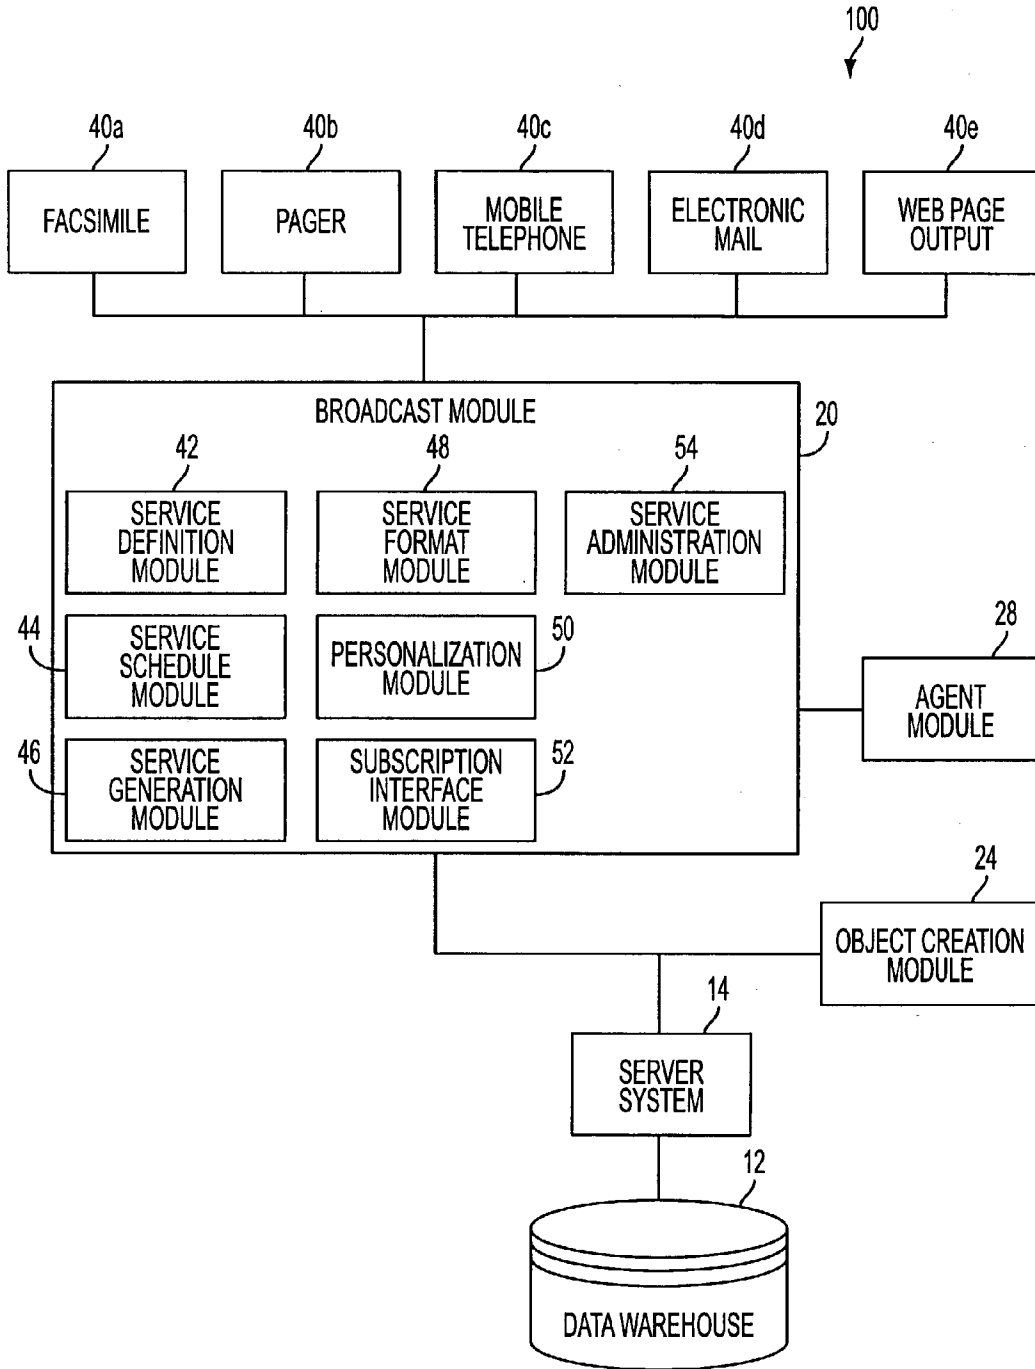 100
40a
40b
40c
40d
40e
FACSIMILE
PAGER
MOBILE
TELEPHONE
ELECTRONIC
MAIL
WEB PAGE
OUTPUT
BROADCAST MODULE
20
42
48
54
SERVICE
DEFINITION
MODULE
SERVICE
FORMAT
MODULE
SERVICE
ADMINISTRATION
MODULE
44
SERVICE
SCHEDULE
MODULE
PERSONALIZATION
MODULE
50
28
AGENT
MODULE
46
SERVICE
GENERATION
MODULE
SUBSCRIPTION
INTERFACE
MODULE
52
24
OBJECT CREATION
MODULE
14
SERVER
SYSTEM
12
DATA WAREHOUSE